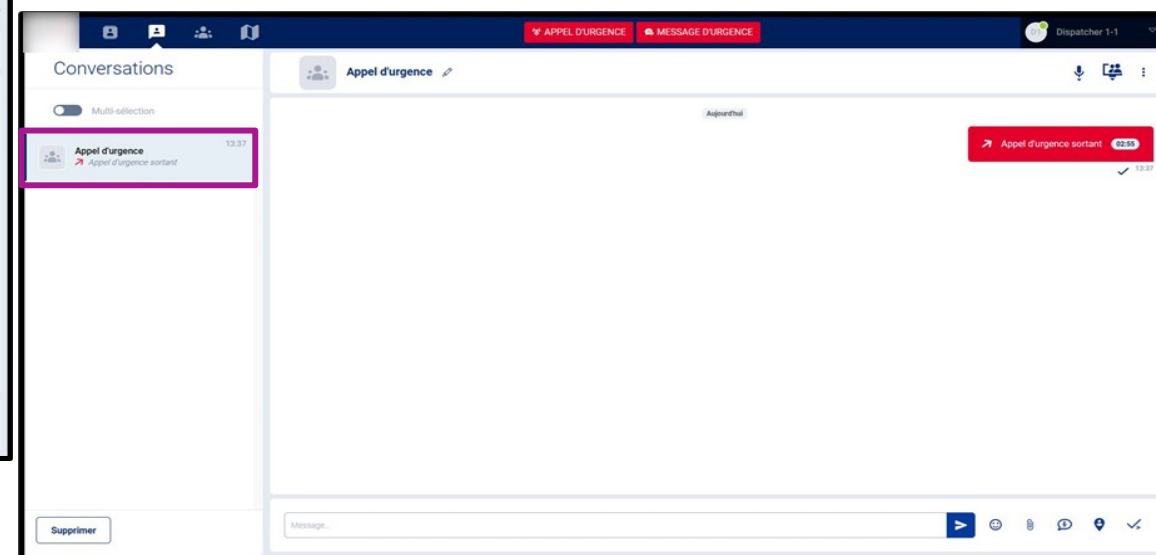 APPEL D'URGENCE
MESSAGE D'URGENCE
Dispatcher 1-1
Conversations
Multi-sélection
Appel d'urgence
13:37
Appel d'urgence sortant
Appel d'urgence
Aujourd'hui
Appel d'urgence sortant 02:55
13:37
Supprimer
Message...